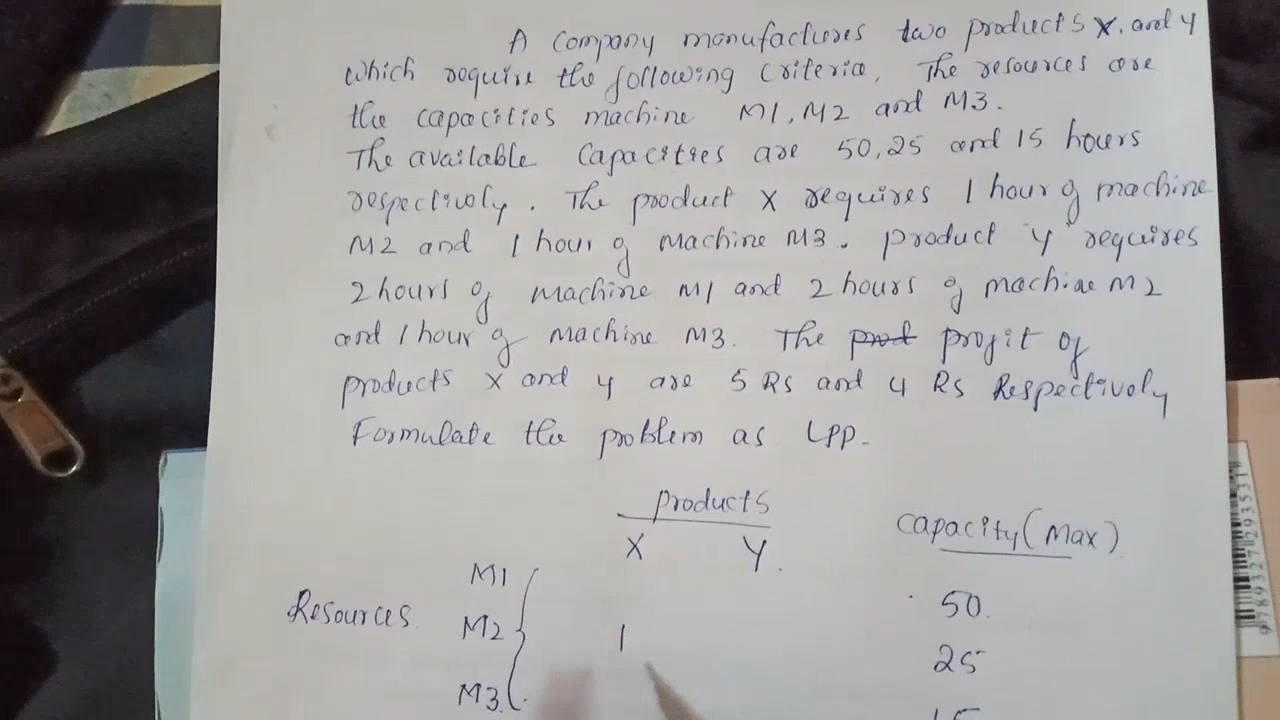 A Company manufactures two products X, and Y
which require the following Criteria. The resources are
the capacities machine M1, M2 and M3.
The available Capacities are 50, 25 and 15 hours
respectively. The product X requires 1 hour of machine
M2 and 1 hour of machine M3. product Y requires
2 hours of machine M1 and 2 hours of machine M2
and 1 hour of machine M3. The prot profit of
products X and Y are 5 Rs and 4 Rs Respectively
Formulate the problem as LPP.
products
Capacity (Max)
X Y
M1
50.
Resources.
M2
1
25
M3
15
9789327293531